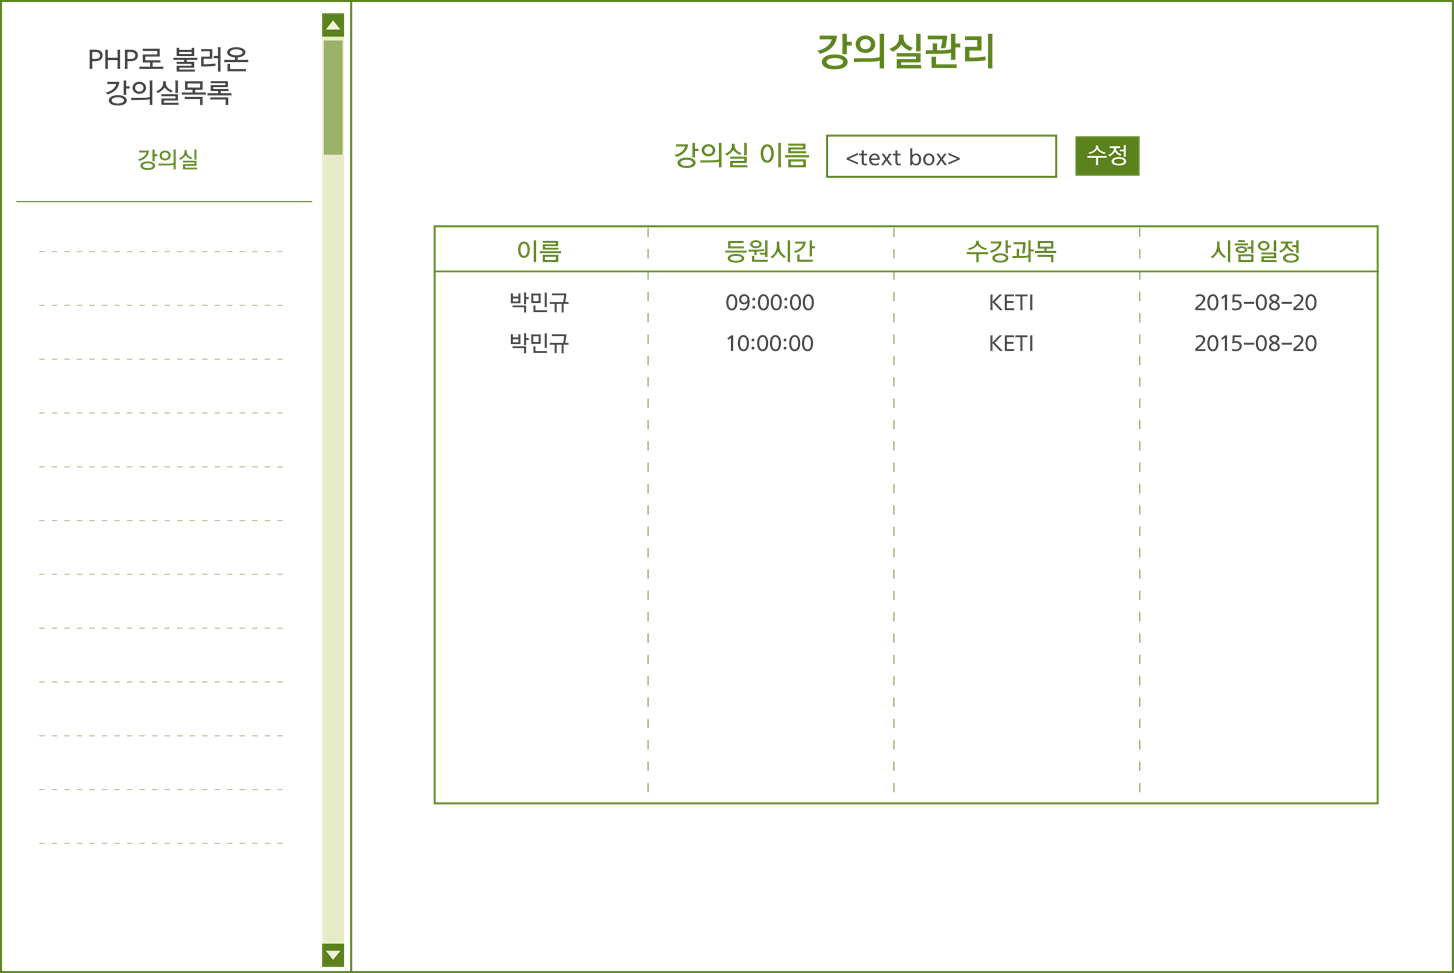 PHP로 불러온
강의실목록
강의실
강의실관리
강의실 이름 <text box> 수정
이름 등원시간 수강과목 시험일정
박민규 09:00:00 KETI 2015-08-20
박민규 10:00:00 KETI 2015-08-20